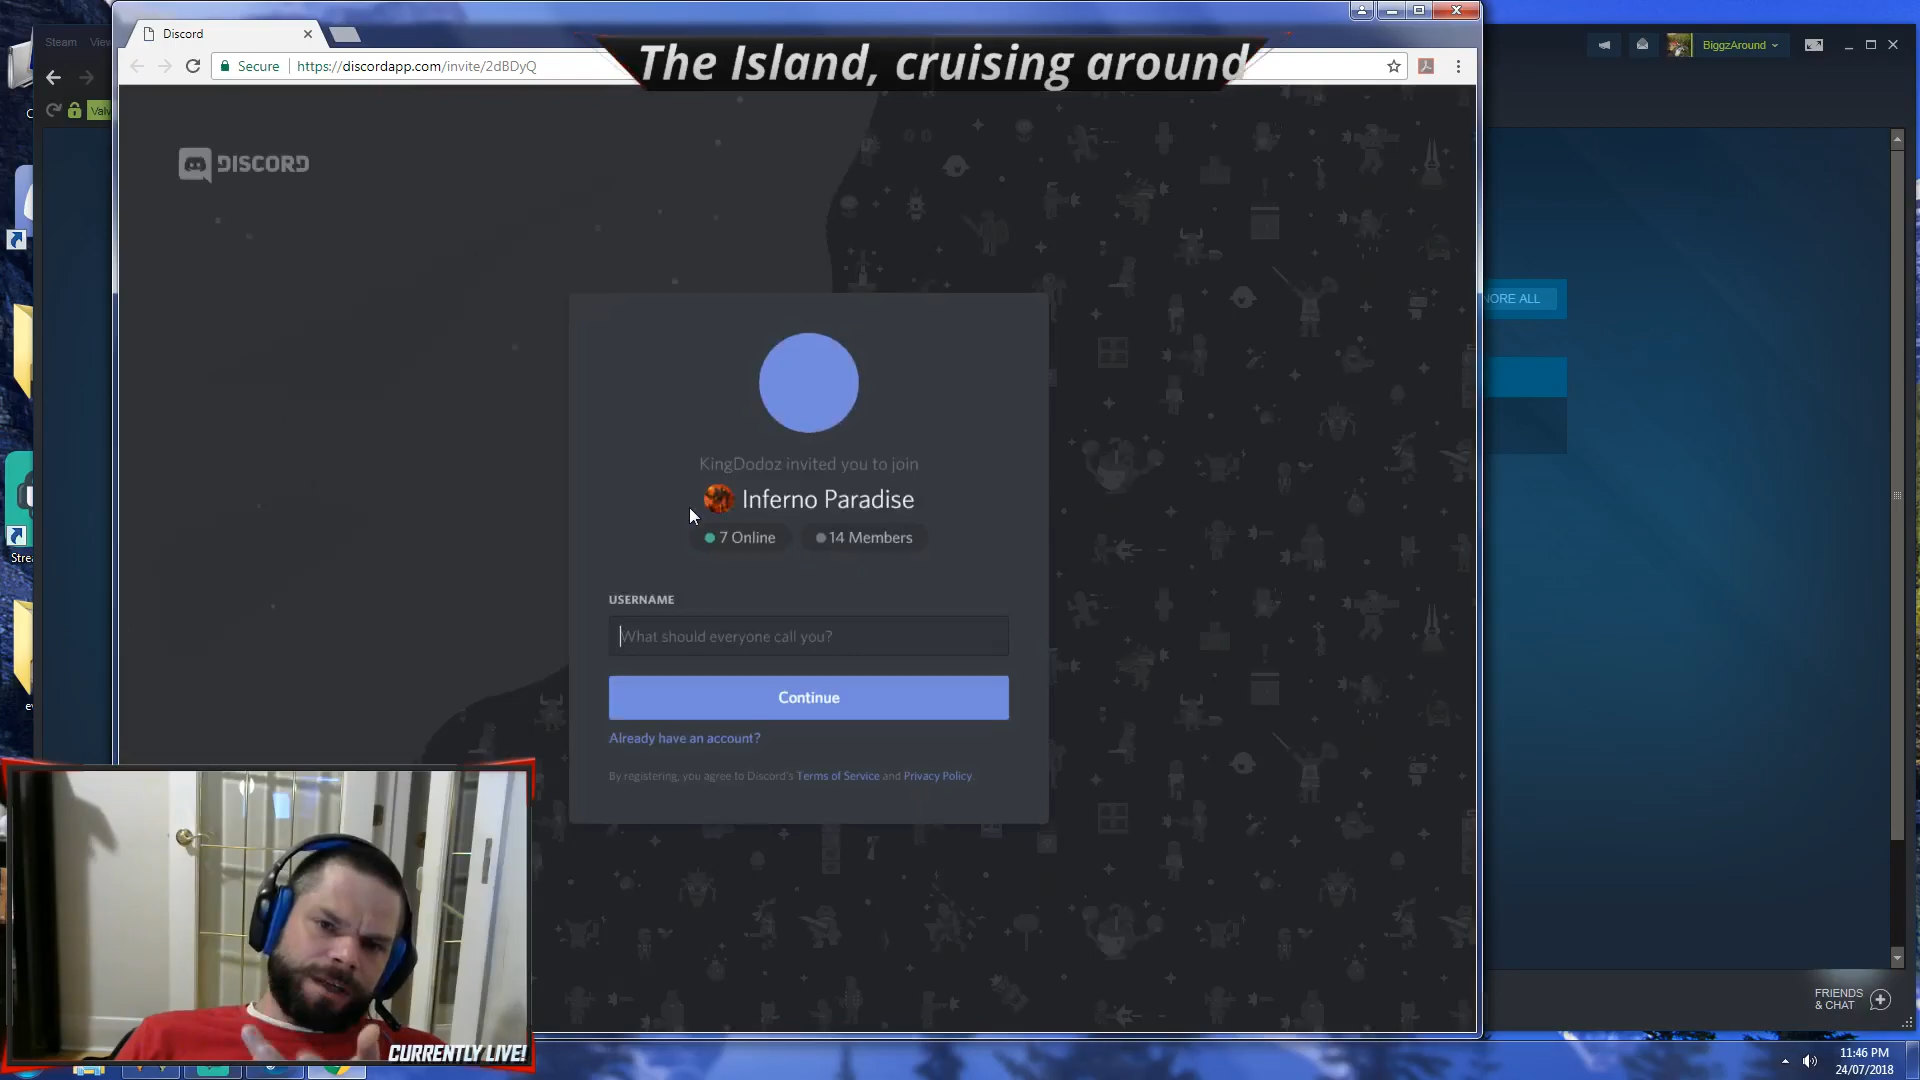 Discord
The Island, cruising around
Steam
View
BiggzAround
Secure
https://discordapp.com/invite/2dBDyQ
DISCORD
NORE ALL
KingDodoz invited you to join
Inferno Paradise
7 Online
14 Members
USERNAME
What should everyone call you?
Continue
Already have an account?
By registering, you agree to Discord's Terms of Service and Privacy Policy.
CURRENTLY LIVE!
FRIENDS
& CHAT
11:46 PM
24/07/2018